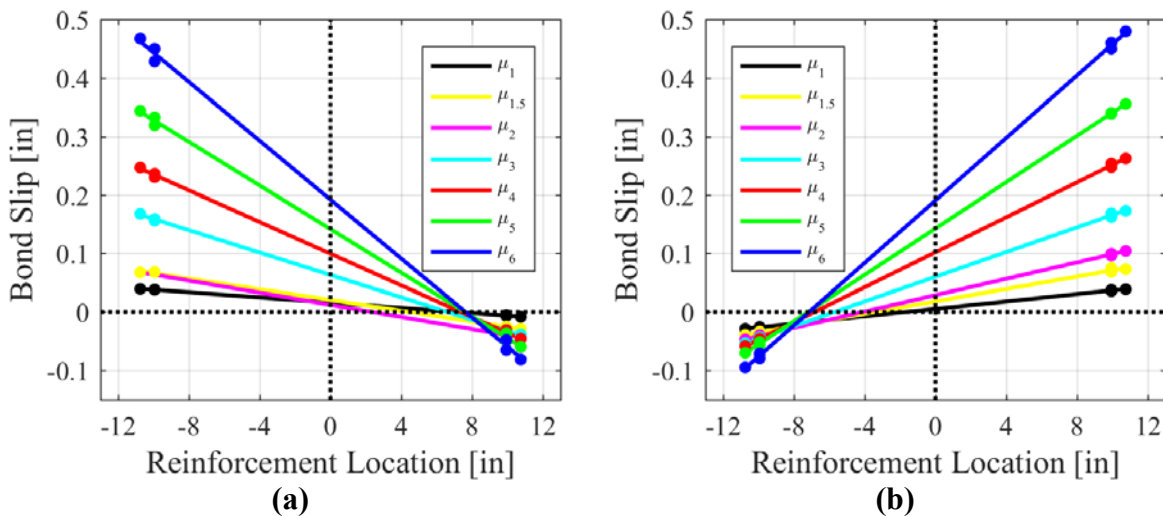 0.5
0.4
0.3
0.2
0.1
0
-0.1
Bond Slip [in]
-12 -8 -4 0 4 8 12
Reinforcement Location [in]
(a)
μ1
μ1.5
μ2
μ3
μ4
μ5
μ6
0.5
0.4
0.3
0.2
0.1
0
-0.1
Bond Slip [in]
-12 -8 -4 0 4 8 12
Reinforcement Location [in]
(b)
μ1
μ1.5
μ2
μ3
μ4
μ5
μ6